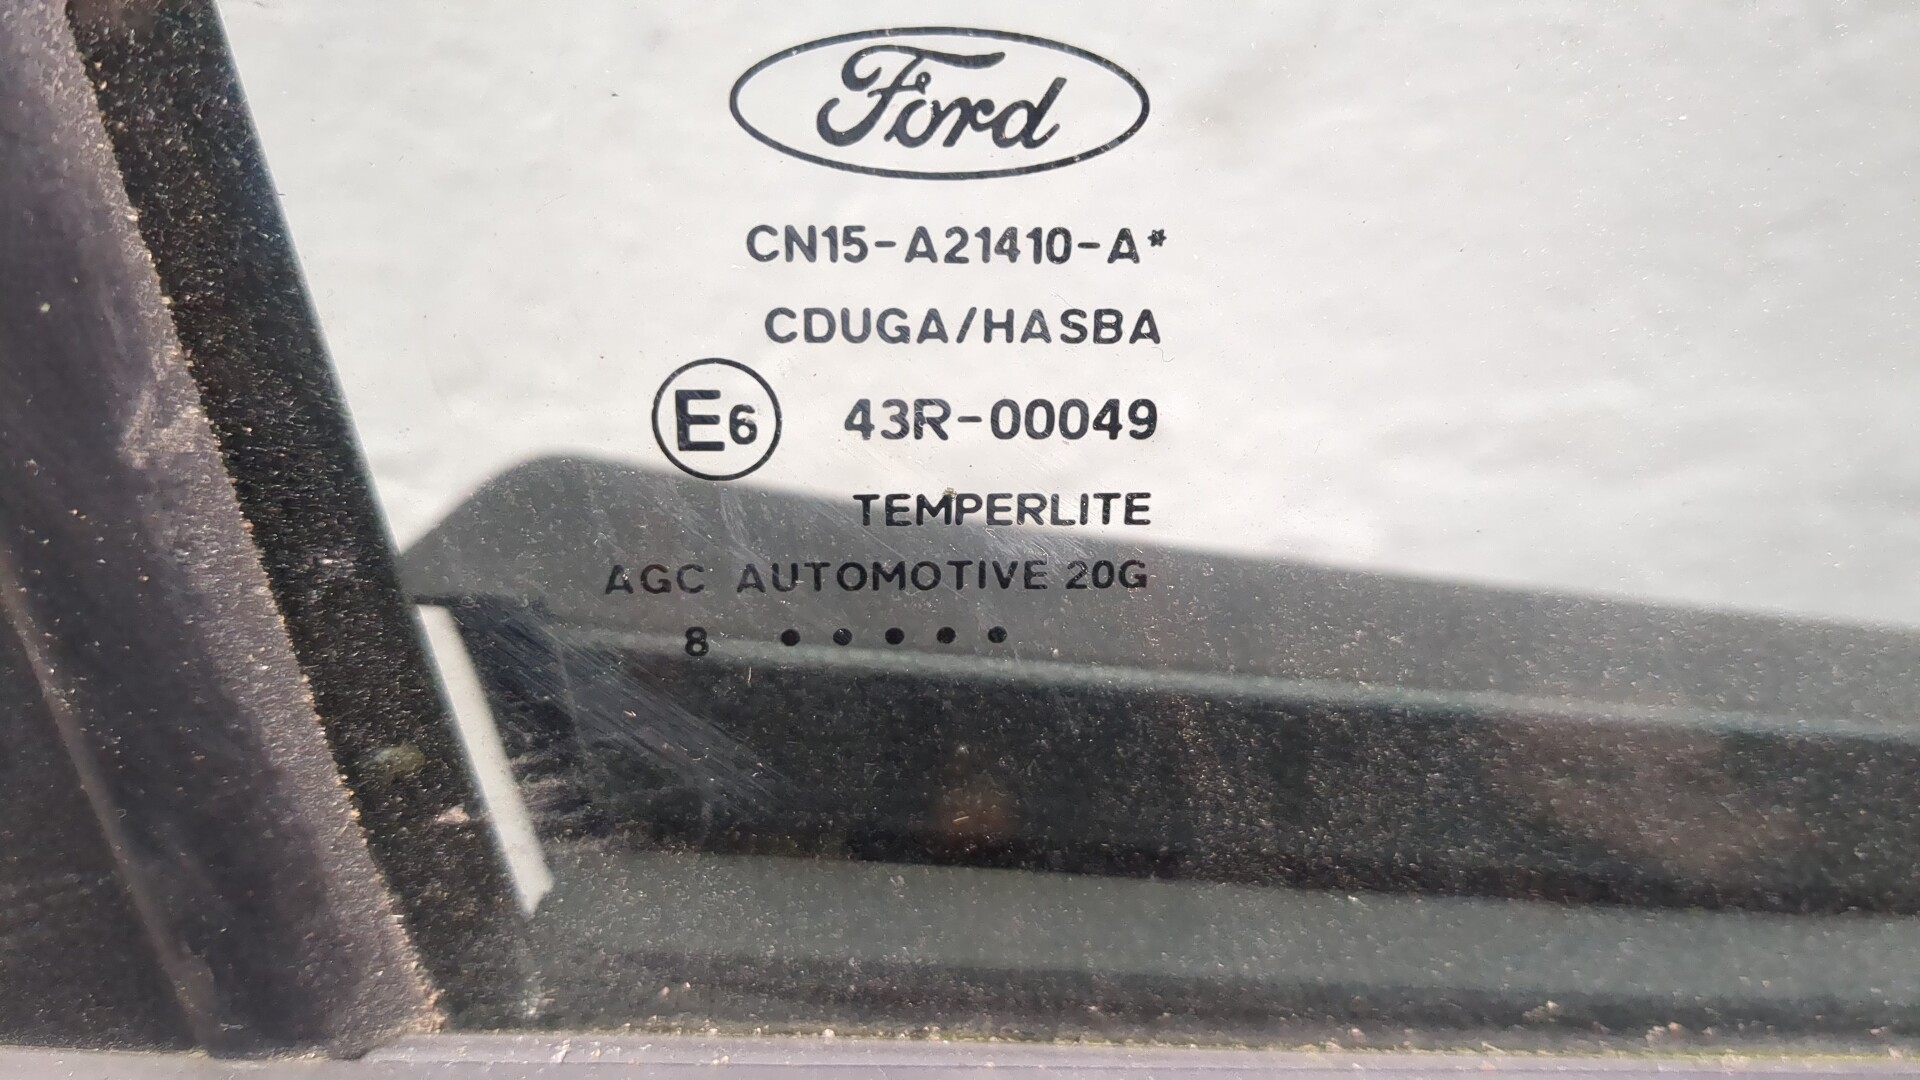 Ford
CN15-A21410-A*
CDUGA/HASBA
E6 43R-00049
TEMPERLITE
AGC AUTOMOTIVE 20G
8 • • • • •